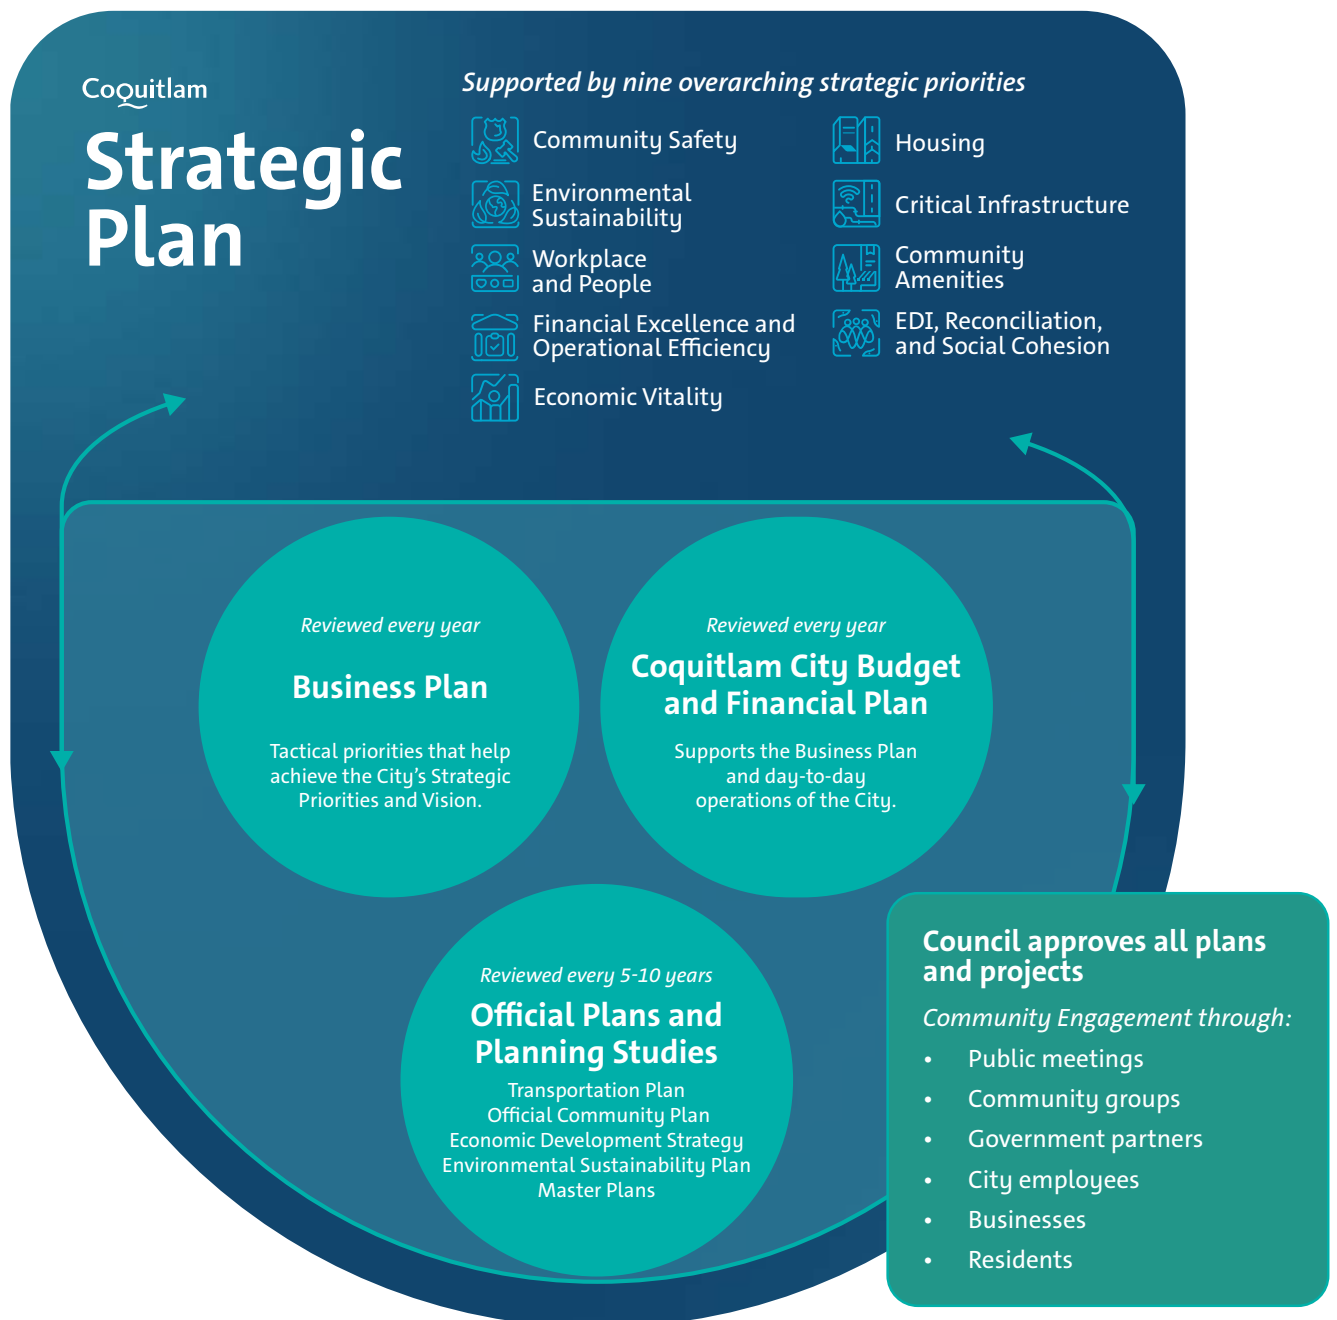 Coquitlam
Strategic
Plan
Supported by nine overarching strategic priorities
Community Safety
Environmental
Sustainability
Workplace
and People
Financial Excellence and
Operational Efficiency
Economic Vitality
Housing
Critical Infrastructure
Community
Amenities
EDI, Reconciliation,
and Social Cohesion
Reviewed every year
Business Plan
Tactical priorities that help
achieve the City’s Strategic
Priorities and Vision.
Reviewed every year
Coquitlam City Budget
and Financial Plan
Supports the Business Plan
and day-to-day
operations of the City.
Reviewed every 5-10 years
Official Plans and
Planning Studies
Transportation Plan
Official Community Plan
Economic Development Strategy
Environmental Sustainability Plan
Master Plans
Council approves all plans
and projects
Community Engagement through:
• Public meetings
• Community groups
• Government partners
• City employees
• Businesses
• Residents